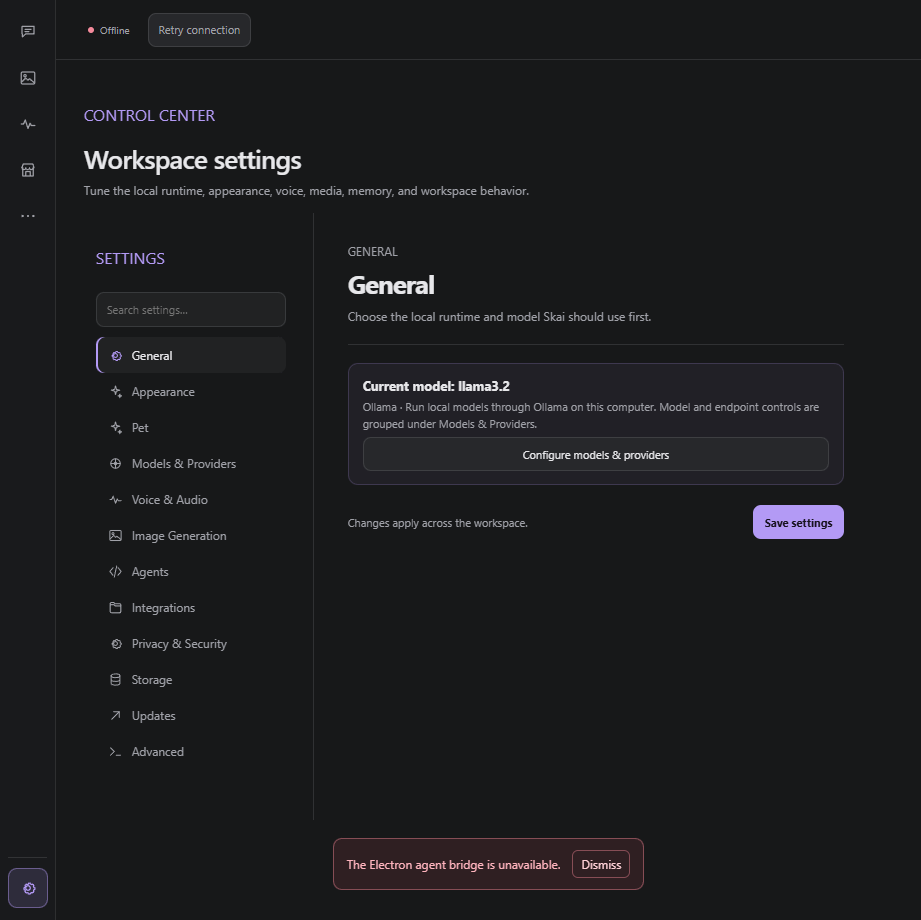 Offline
Retry connection
CONTROL CENTER
Workspace settings
Tune the local runtime, appearance, voice, media, memory, and workspace behavior.
SETTINGS
Search settings...
General
Appearance
Pet
Models & Providers
Voice & Audio
Image Generation
Agents
Integrations
Privacy & Security
Storage
Updates
Advanced
GENERAL
General
Choose the local runtime and model Skai should use first.
Current model: llama3.2
Ollama · Run local models through Ollama on this computer. Model and endpoint controls are
grouped under Models & Providers.
Configure models & providers
Changes apply across the workspace.
Save settings
The Electron agent bridge is unavailable.
Dismiss